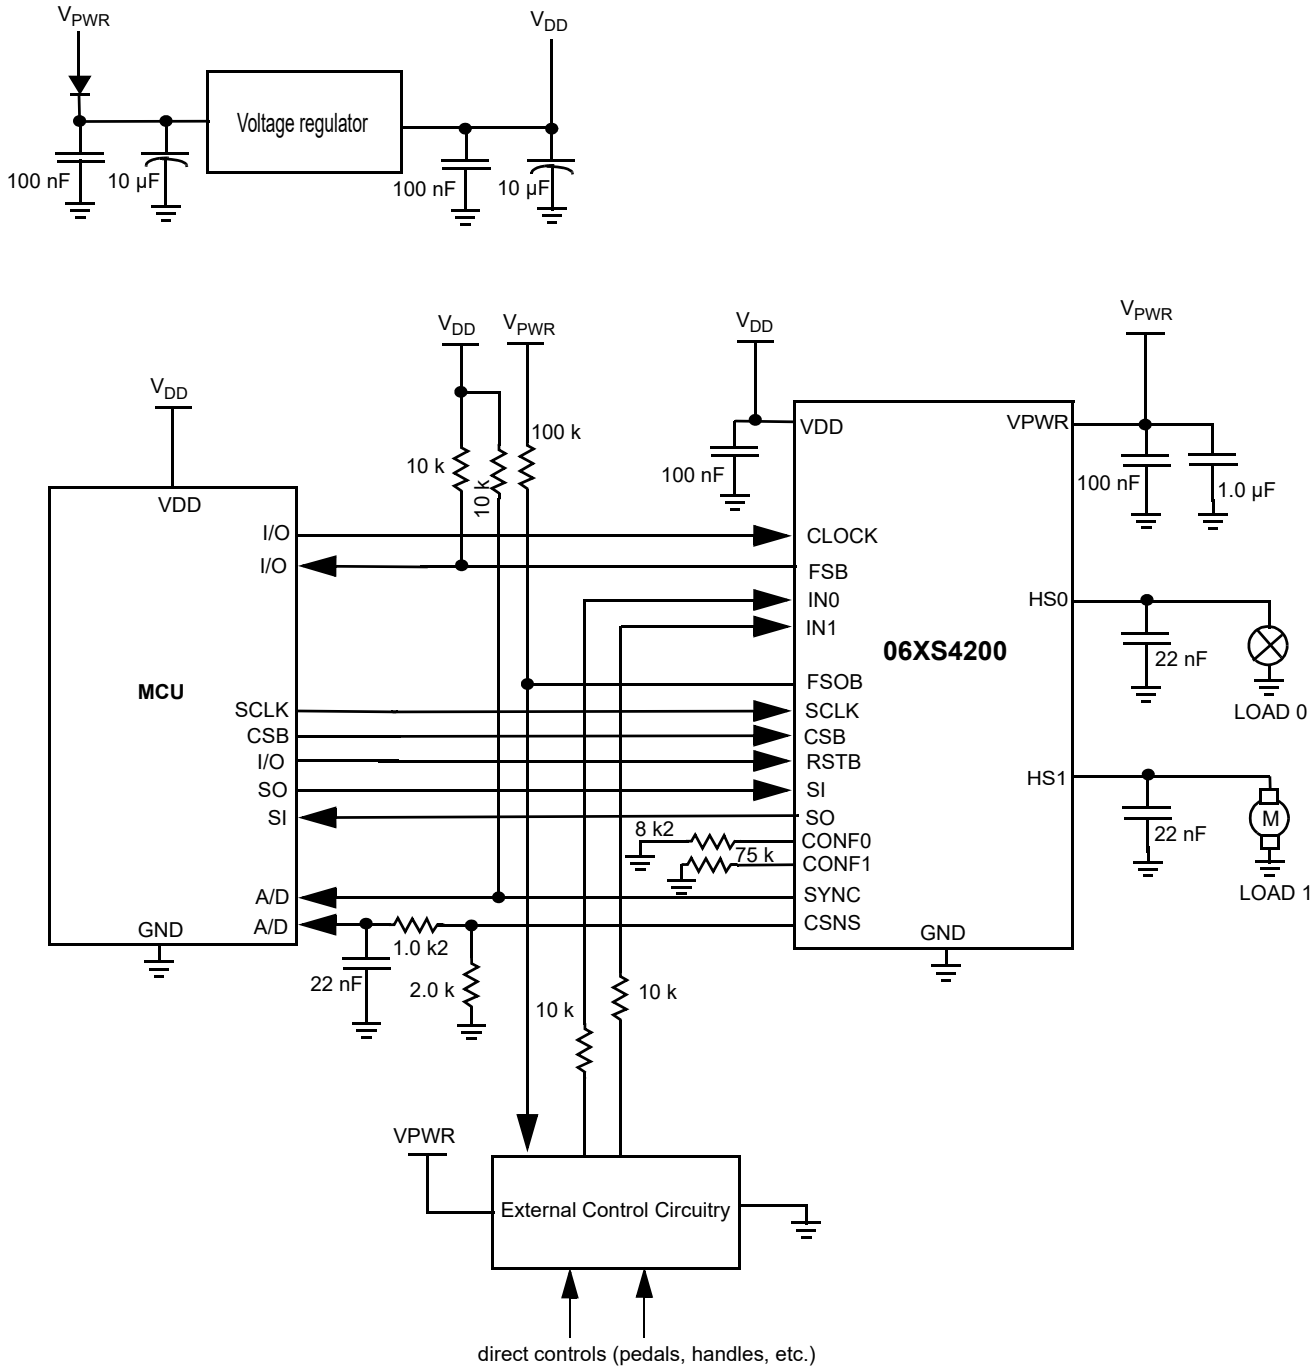 VPWR
VDD
Voltage regulator
100 nF
10 µF
100 nF
10 µF
VDD
VPWR
VDD
VPWR
VDD
100 k
10 k
10 k
100 nF
VDD
VPWR
100 nF
1.0 µF
VDD
I/O
I/O
MCU
SCLK
CSB
I/O
SO
SI
A/D
A/D
GND
CLOCK
FSB
IN0
IN1
06XS4200
FSOB
SCLK
CSB
RSTB
SI
SO
CONF0
CONF1
SYNC
CSNS
GND
HS0
22 nF
LOAD 0
HS1
22 nF
M
LOAD 1
8 k2
75 k
1.0 k2
22 nF
2.0 k
10 k
10 k
VPWR
External Control Circuitry
direct controls (pedals, handles, etc.)